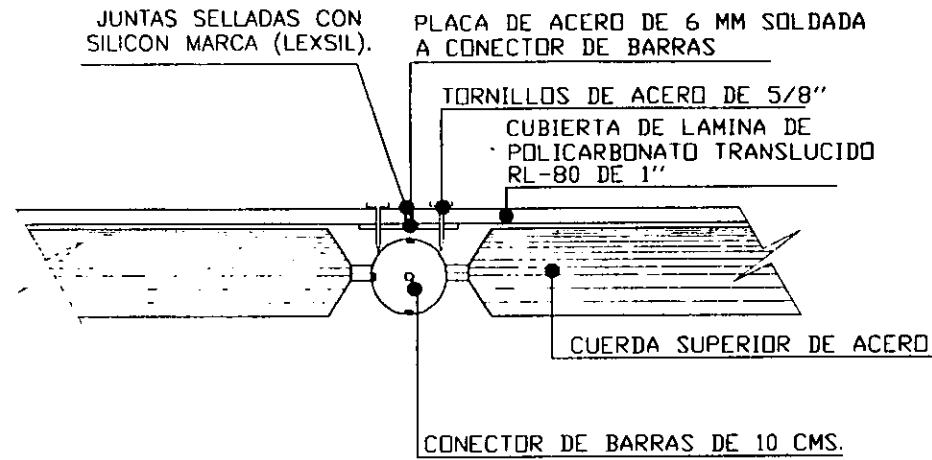 JUNTAS SELLADAS CON
SILICON MARCA (LEXSIL).
PLACA DE ACERO DE 6 MM SOLDADA
A CONECTOR DE BARRAS
TORNILLOS DE ACERO DE 5/8"
CUBIERTA DE LAMINA DE
POLICARBONATO TRANSLUCIDO
RL-80 DE 1"
CUERDA SUPERIOR DE ACERO
CONECTOR DE BARRAS DE 10 CMS.